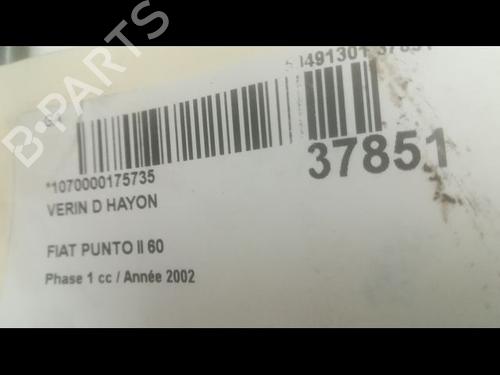 B-PARTS
*1070000175735
37851
VERIN D HAYON
FIAT PUNTO II 60
Phase 1 cc / Année 2002